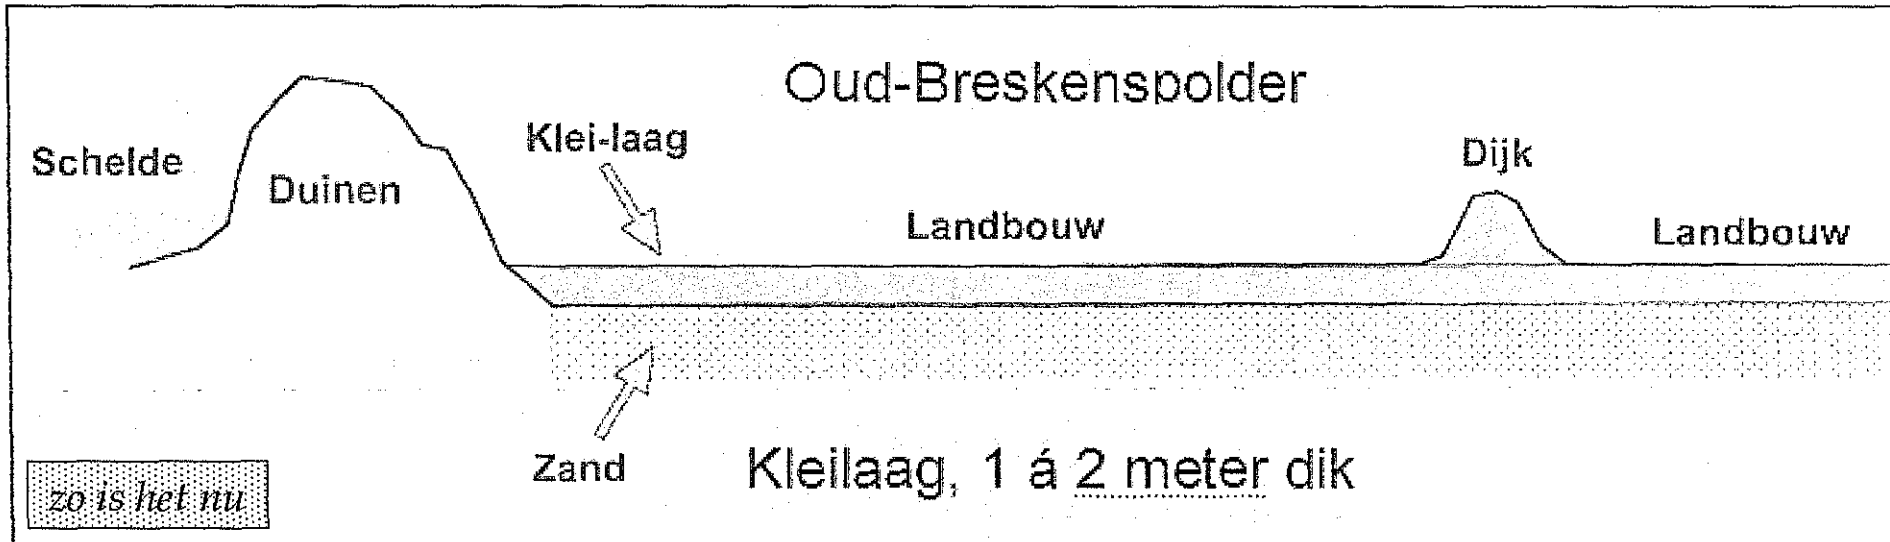 Oud-Breskenspolder
Klei-laag
Dijk
Schelde
Duinen
Landbouw
Landbouw
Zand
Kleilaag, 1 á 2 meter dik
zo is het nu